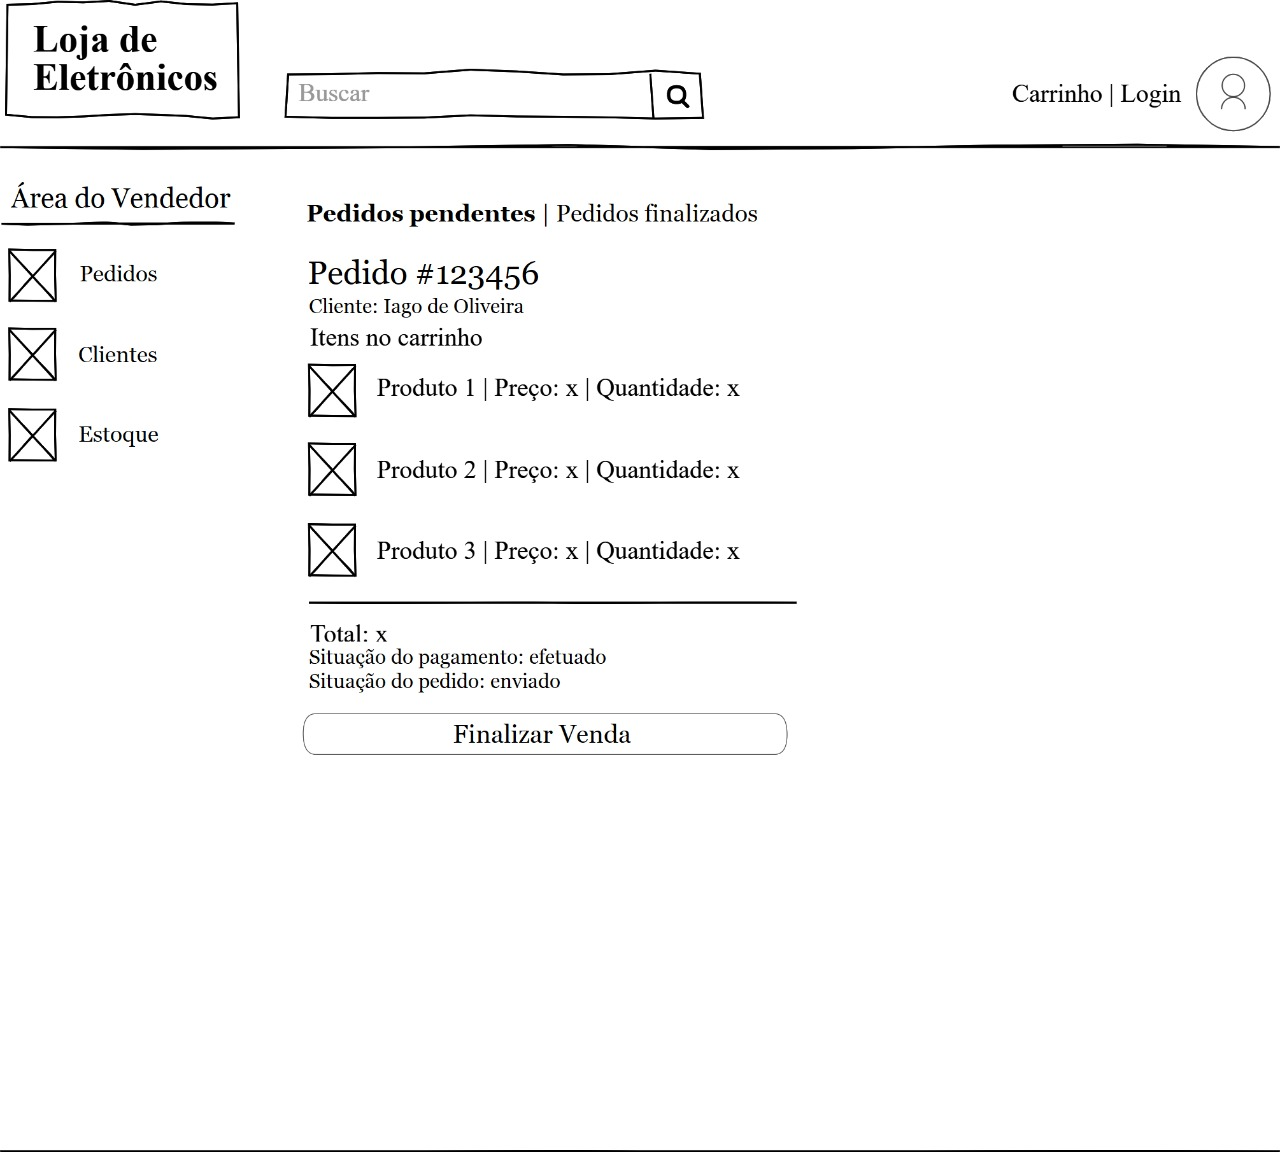 Loja de
Eletrônicos
Buscar
Carrinho | Login
Área do Vendedor
Pedidos
Clientes
Estoque
Pedidos pendentes | Pedidos finalizados
Pedido #123456
Cliente: Iago de Oliveira
Itens no carrinho
Produto 1 | Preço: x | Quantidade: x
Produto 2 | Preço: x | Quantidade: x
Produto 3 | Preço: x | Quantidade: x
Total: x
Situação do pagamento: efetuado
Situação do pedido: enviado
Finalizar Venda